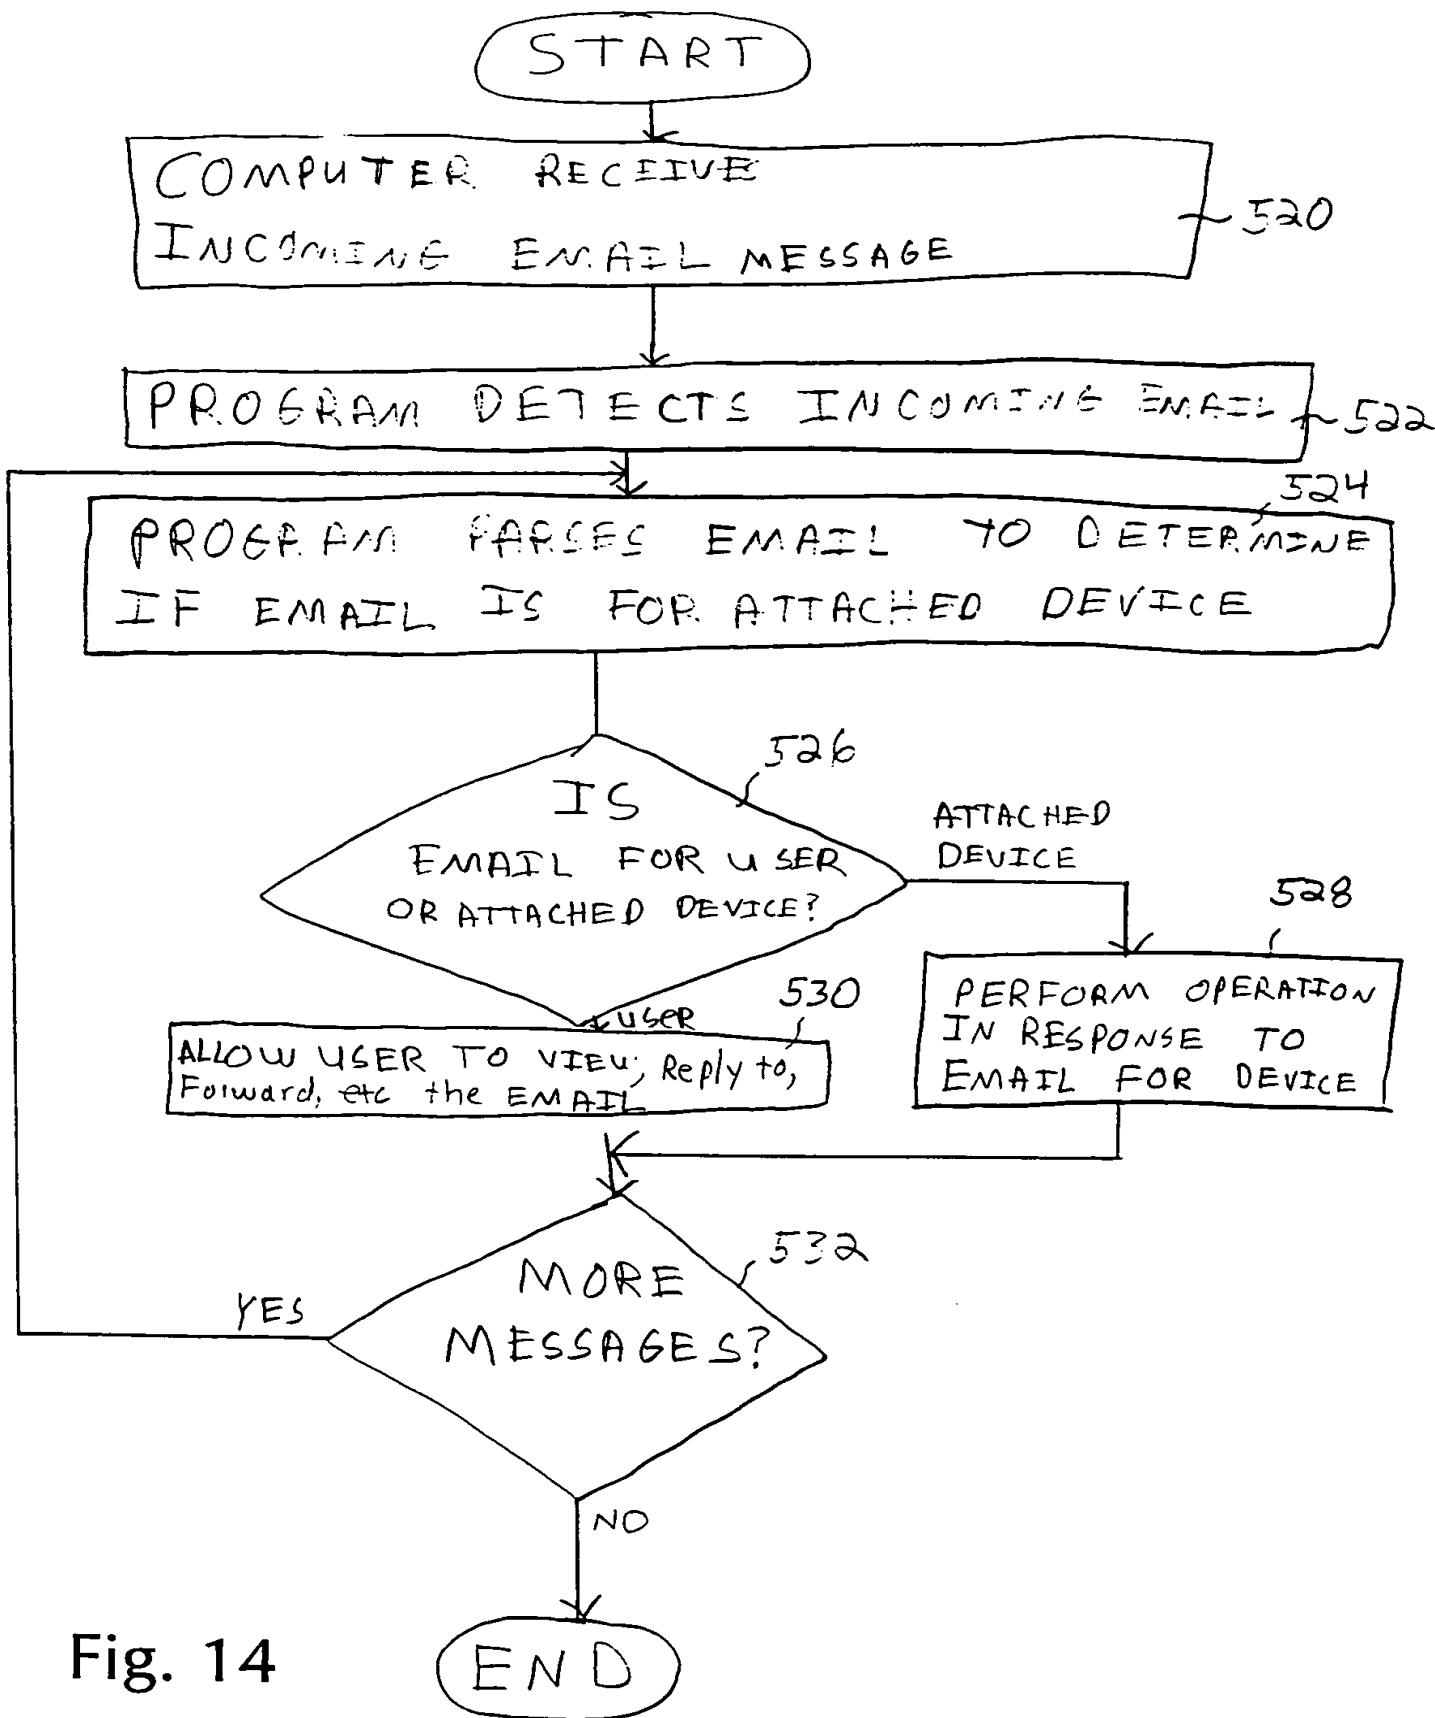 START
COMPUTER RECEIVE
INCOMING EMAIL MESSAGE
520
PROGRAM DETECTS INCOMING EMAIL
522
524
PROGRAM PARSES EMAIL TO DETERMINE
IF EMAIL IS FOR ATTACHED DEVICE
526
IS
EMAIL FOR USER
OR ATTACHED DEVICE?
ATTACHED
DEVICE
528
PERFORM OPERATION
IN RESPONSE TO
EMAIL FOR DEVICE
USER
530
ALLOW USER TO VIEW, Reply to,
Forward, etc the EMAIL
532
MORE
MESSAGES?
YES
NO
END
Fig. 14